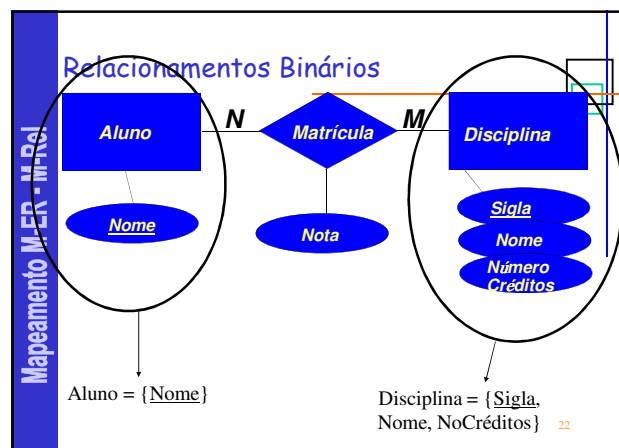 Relacionamentos Binários
Mapeamento M-ER - M-Rel
Aluno
N
Matrícula
M
Disciplina
Nome
Nota
Sigla
Nome
Número
Créditos
Aluno = {Nome}
Disciplina = {Sigla,
Nome, NoCréditos}
22